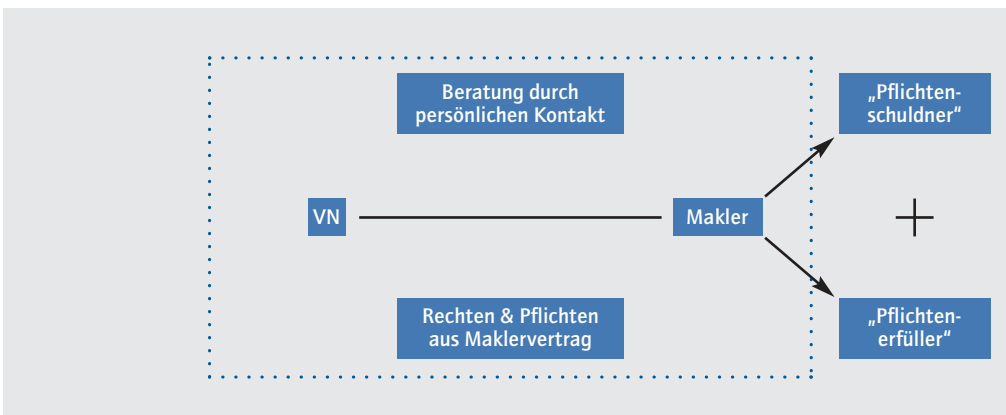 Beratung durch
persönlichen Kontakt
„Pflichten-
schuldner“
VN
Makler
Rechten & Pflichten
aus Maklervertrag
„Pflichten-
erfüller“